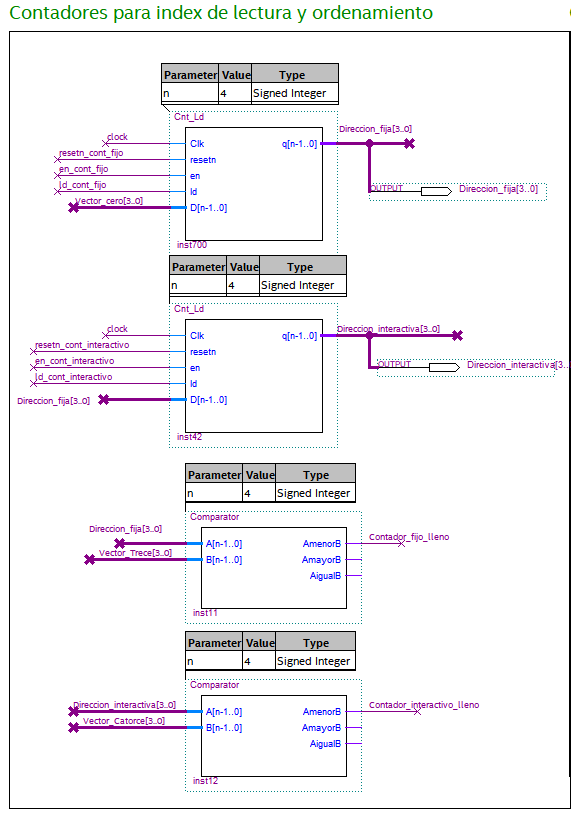 Contadores para index de lectura y ordenamiento
Parameter Value Type
n 4 Signed Integer
Cnt_Ld
clock Clk q[n-1..0] Direccion_fija[3..0]
resetn_cont_fijo resetn
en_cont_fijo en
ld_cont_fijo ld OUTPUT Direccion_fija[3..0]
Vector_cero[3..0] D[n-1..0]
inst700
Parameter Value Type
n 4 Signed Integer
Cnt_Ld
clock Clk q[n-1..0] Direccion_interactiva[3..0]
resetn_cont_interactivo resetn
en_cont_interactivo en OUTPUT Direccion_interactiva[3..
ld_cont_interactivo ld
Direccion_fija[3..0] D[n-1..0]
inst42
Parameter Value Type
n 4 Signed Integer
Comparator
Direccion_fija[3..0] A[n-1..0] AmenorB Contador_fijo_lleno
Vector_Trece[3..0] B[n-1..0] AmayorB
AigualB
inst11
Parameter Value Type
n 4 Signed Integer
Comparator
Direccion_interactiva[3..0] A[n-1..0] AmenorB Contador_interactivo_lleno
Vector_Catorce[3..0] B[n-1..0] AmayorB
AigualB
inst12